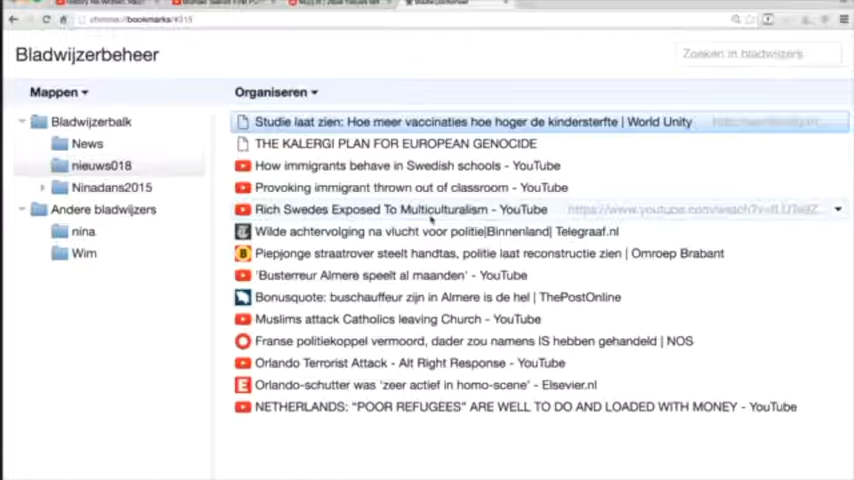 chrome://bookmarks/#315
Bladwijzerbeheer
Zoeken in bladwijzers
Mappen
Organiseren
Bladwijzerbalk
News
nieuws018
Ninadans2015
Andere bladwijzers
nina
Wim
Studie laat zien: Hoe meer vaccinaties hoe hoger de kindersterfte | World Unity
THE KALERGI PLAN FOR EUROPEAN GENOCIDE
How immigrants behave in Swedish schools - YouTube
Provoking immigrant thrown out of classroom - YouTube
Rich Swedes Exposed To Multiculturalism - YouTube
Wilde achtervolging na vlucht voor politie|Binnenland| Telegraaf.nl
Piepjonge straatrover steelt handtas, politie laat reconstructie zien | Omroep Brabant
'Busterreur Almere speelt al maanden' - YouTube
Bonusquote: buschauffeur zijn in Almere is de hel | ThePostOnline
Muslims attack Catholics leaving Church - YouTube
Franse politiekoppel vermoord, dader zou namens IS hebben gehandeld | NOS
Orlando Terrorist Attack - Alt Right Response - YouTube
Orlando-schutter was 'zeer actief in homo-scene' - Elsevier.nl
NETHERLANDS: “POOR REFUGEES” ARE WELL TO DO AND LOADED WITH MONEY - YouTube